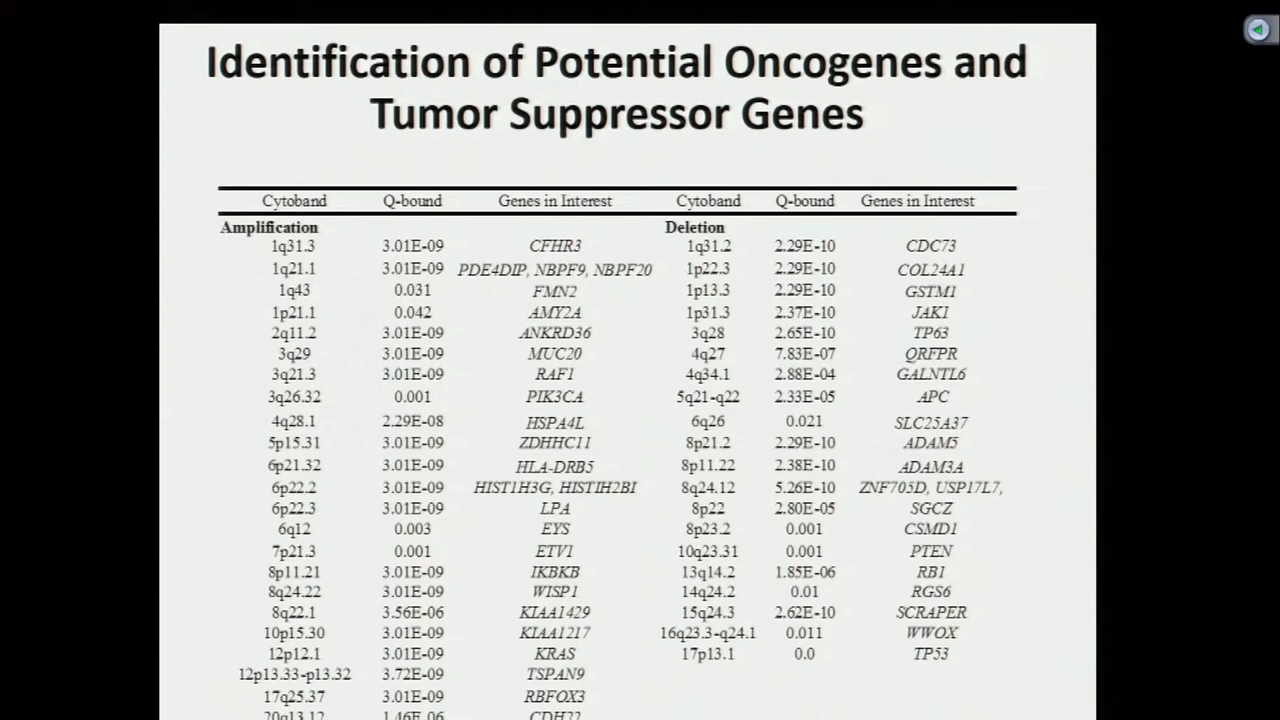 Identification of Potential Oncogenes and
Tumor Suppressor Genes
Cytoband Q-bound Genes in Interest Cytoband Q-bound Genes in Interest
Amplification Deletion
1q31.3 3.01E-09 CFHR3 1q31.2 2.29E-10 CDC73
1q21.1 3.01E-09 PDE4DIP, NBPF9, NBPF20 1p22.3 2.29E-10 COL24A1
1q43 0.031 FMN2 1p13.3 2.29E-10 GSTM1
1p21.1 0.042 AMY2A 1p31.3 2.37E-10 JAK1
2q11.2 3.01E-09 ANKRD36 3q28 2.65E-10 TP63
3q29 3.01E-09 MUC20 4q27 7.83E-07 QRFPR
3q21.3 3.01E-09 RAF1 4q34.1 2.88E-04 GALNTL6
3q26.32 0.001 PIK3CA 5q21-q22 2.33E-05 APC
4q28.1 2.29E-08 HSPA4L 6q26 0.021 SLC25A37
5p15.31 3.01E-09 ZDHHC11 8p21.2 2.29E-10 ADAM5
6p21.32 3.01E-09 HLA-DRB5 8p11.22 2.38E-10 ADAM3A
6p22.2 3.01E-09 HIST1H3G, HISTIH2BI 8q24.12 5.26E-10 ZNF705D, USP17L7,
6p22.3 3.01E-09 LPA 8p22 2.80E-05 SGCZ
6q12 0.003 EYS 8p23.2 0.001 CSMD1
7p21.3 0.001 ETV1 10q23.31 0.001 PTEN
8p11.21 3.01E-09 IKBKB 13q14.2 1.85E-06 RB1
8q24.22 3.01E-09 WISP1 14q24.2 0.01 RGS6
8q22.1 3.56E-06 KIAA1429 15q24.3 2.62E-10 SCRAPER
10p15.30 3.01E-09 KIAA1217 16q23.3-q24.1 0.011 WWOX
12p12.1 3.01E-09 KRAS 17p13.1 0.0 TP53
12p13.33-p13.32 3.72E-09 TSPAN9
17q25.37 3.01E-09 RBFOX3
20q13.12 1.46E-06 CDH22